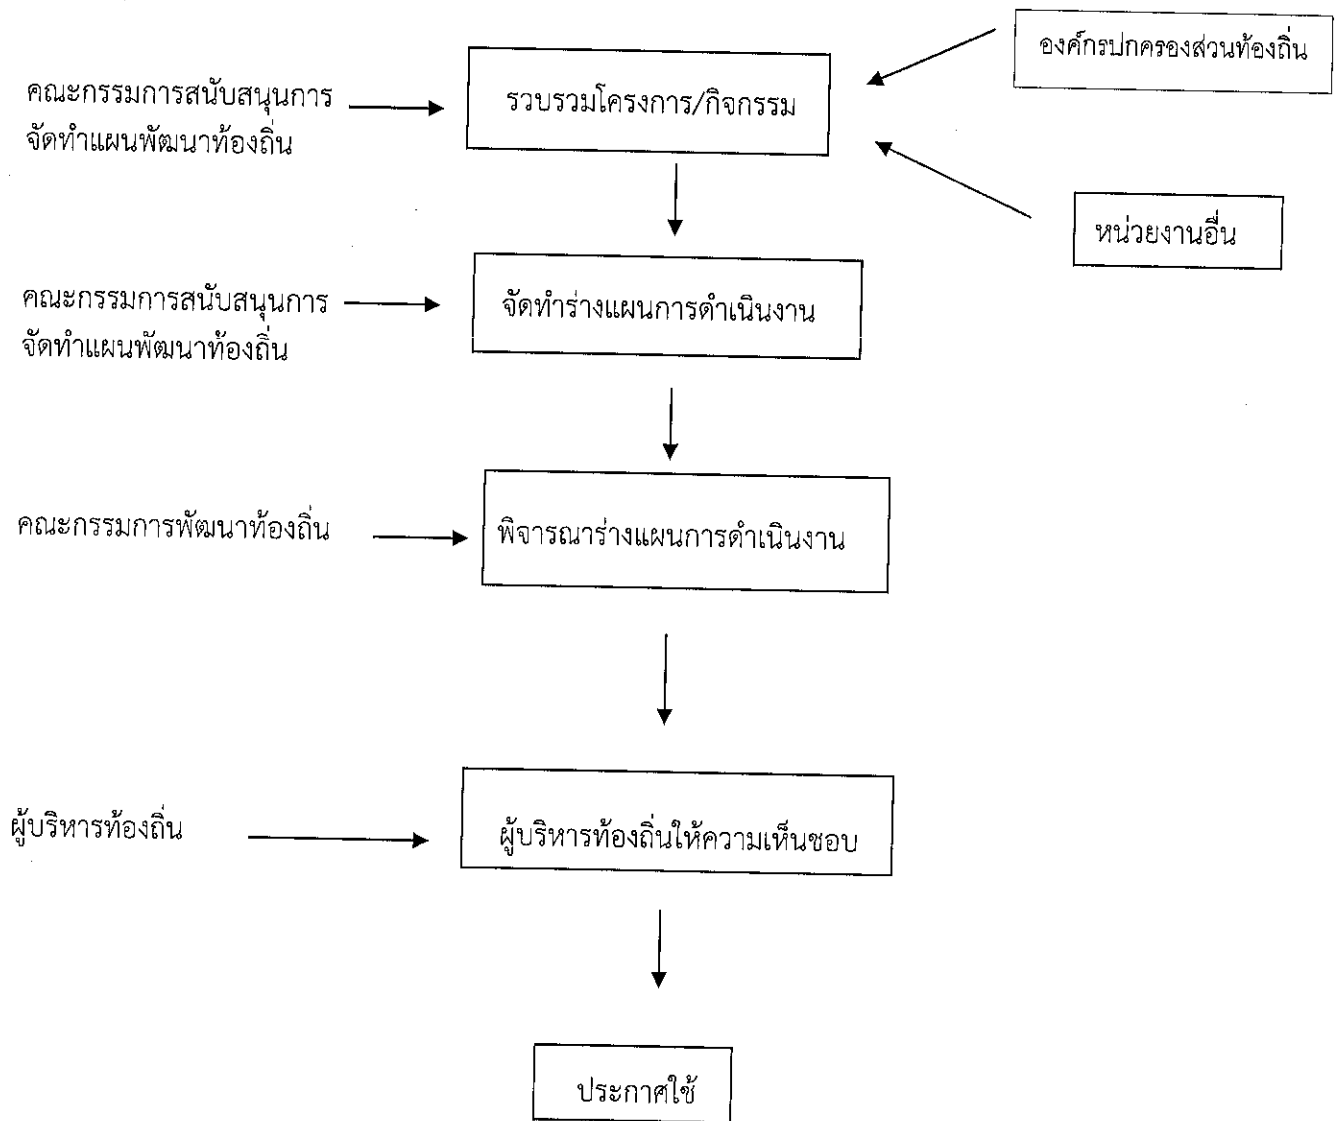 องค์กรปกครองส่วนท้องถิ่น
คณะกรรมการสนับสนุนการ
จัดทำแผนพัฒนาท้องถิ่น
รวบรวมโครงการ/กิจกรรม
หน่วยงานอื่น
คณะกรรมการสนับสนุนการ
จัดทำแผนพัฒนาท้องถิ่น
จัดทำร่างแผนการดำเนินงาน
คณะกรรมการพัฒนาท้องถิ่น
พิจารณาร่างแผนการดำเนินงาน
ผู้บริหารท้องถิ่น
ผู้บริหารท้องถิ่นให้ความเห็นชอบ
ประกาศใช้